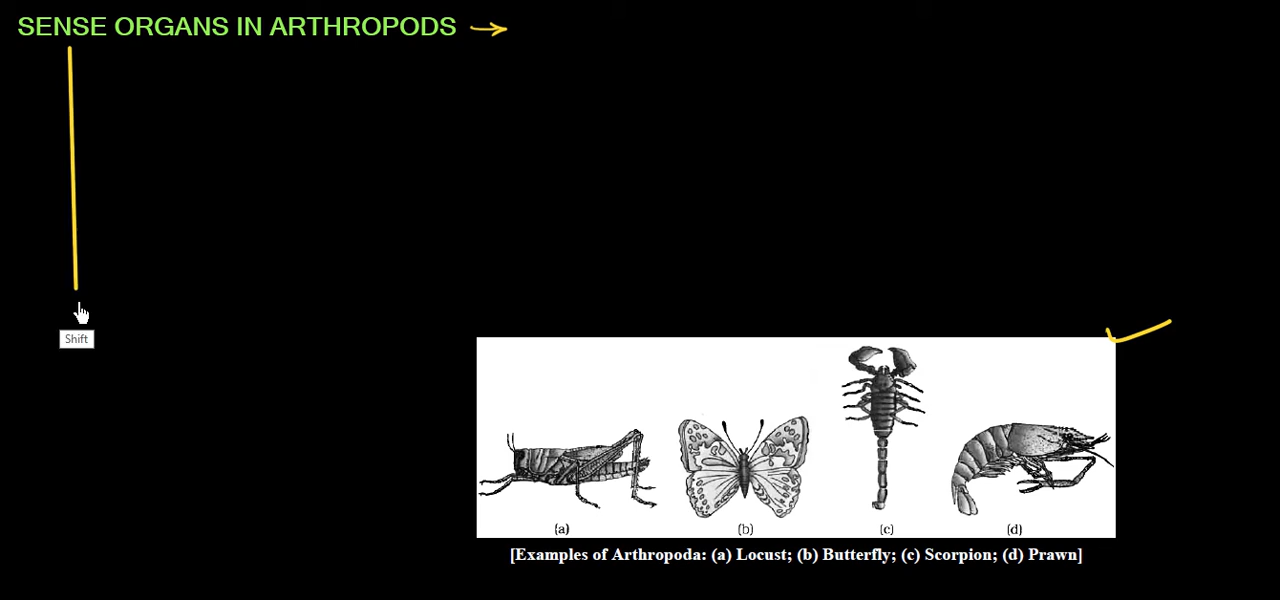 SENSE ORGANS IN ARTHROPODS
Shift
(a) (b) (c) (d)
[Examples of Arthropoda: (a) Locust; (b) Butterfly; (c) Scorpion; (d) Prawn]